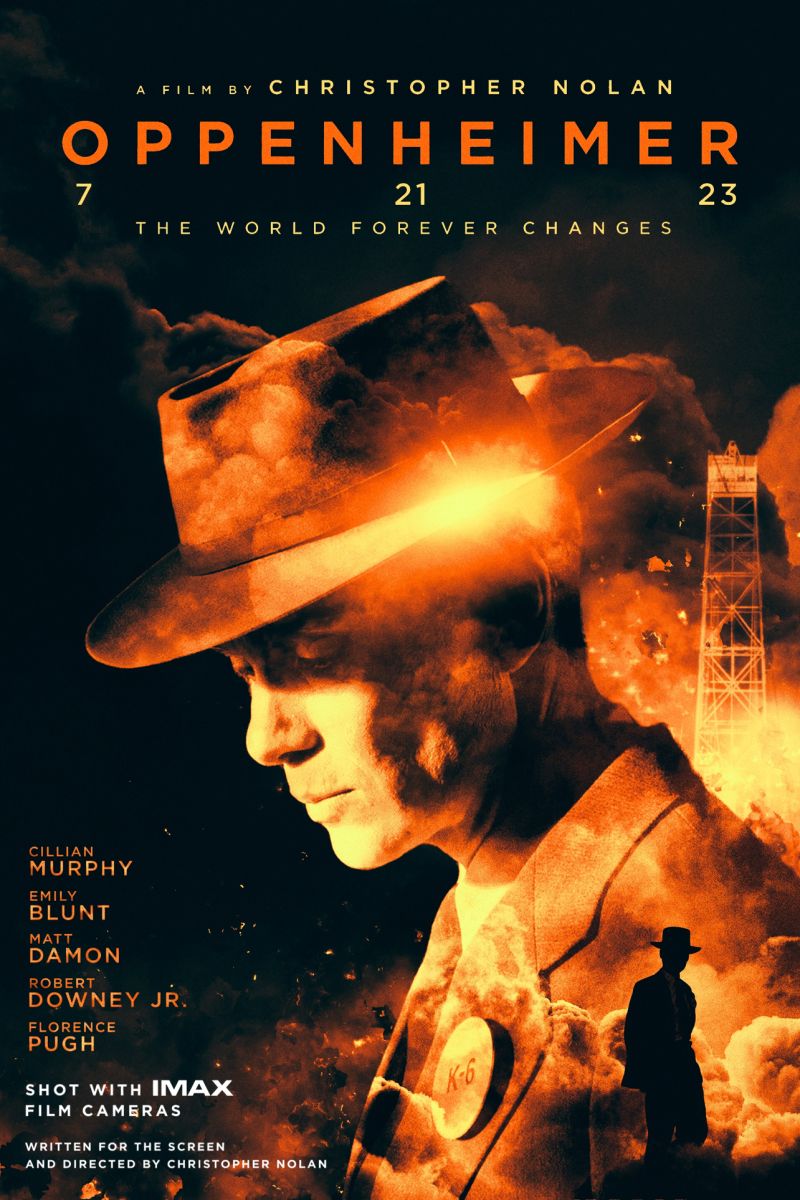 A FILM BY CHRISTOPHER NOLAN
OPPENHEIMER
7 21 23
THE WORLD FOREVER CHANGES
CILLIAN
MURPHY
EMILY
BLUNT
MATT
DAMON
ROBERT
DOWNEY JR.
FLORENCE
PUGH
SHOT WITH IMAX
FILM CAMERAS
WRITTEN FOR THE SCREEN
AND DIRECTED BY CHRISTOPHER NOLAN
K-6